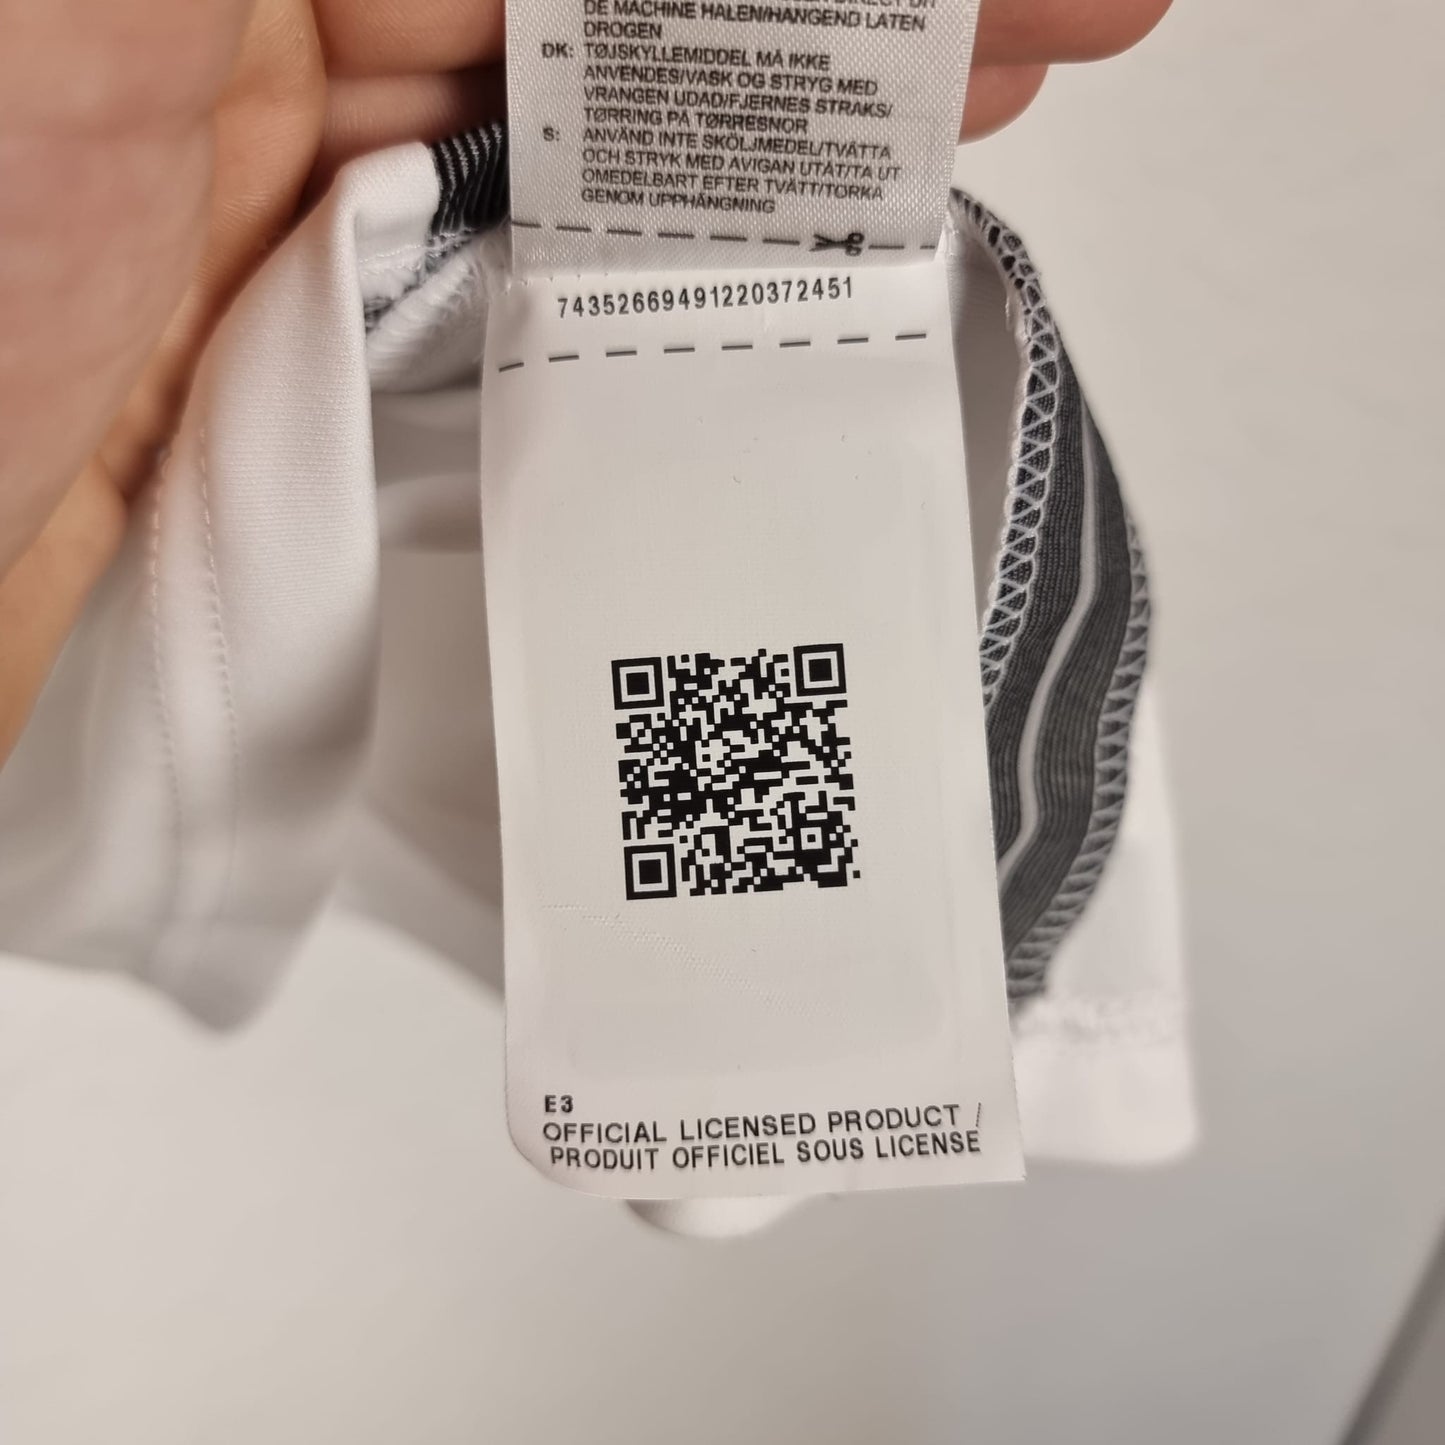 DE MACHINE HALEN/HANGEND LATEN
DROGEN
DK: TØJSKYLLEMIDDEL MÅ IKKE
ANVENDES/VASK OG STRYG MED
VRANGEN UDAD/FJERNES STRAKS/
TØRRING PÅ TØRRESNOR
S: ANVÄND INTE SKÖLJMEDEL/TVÄTTA
OCH STRYK MED AVIGAN UTÅT/TA UT
OMEDELBART EFTER TVÄTT/TORKA
GENOM UPPHÄNGNING
74352669491220372451
E3
OFFICIAL LICENSED PRODUCT /
PRODUIT OFFICIEL SOUS LICENSE